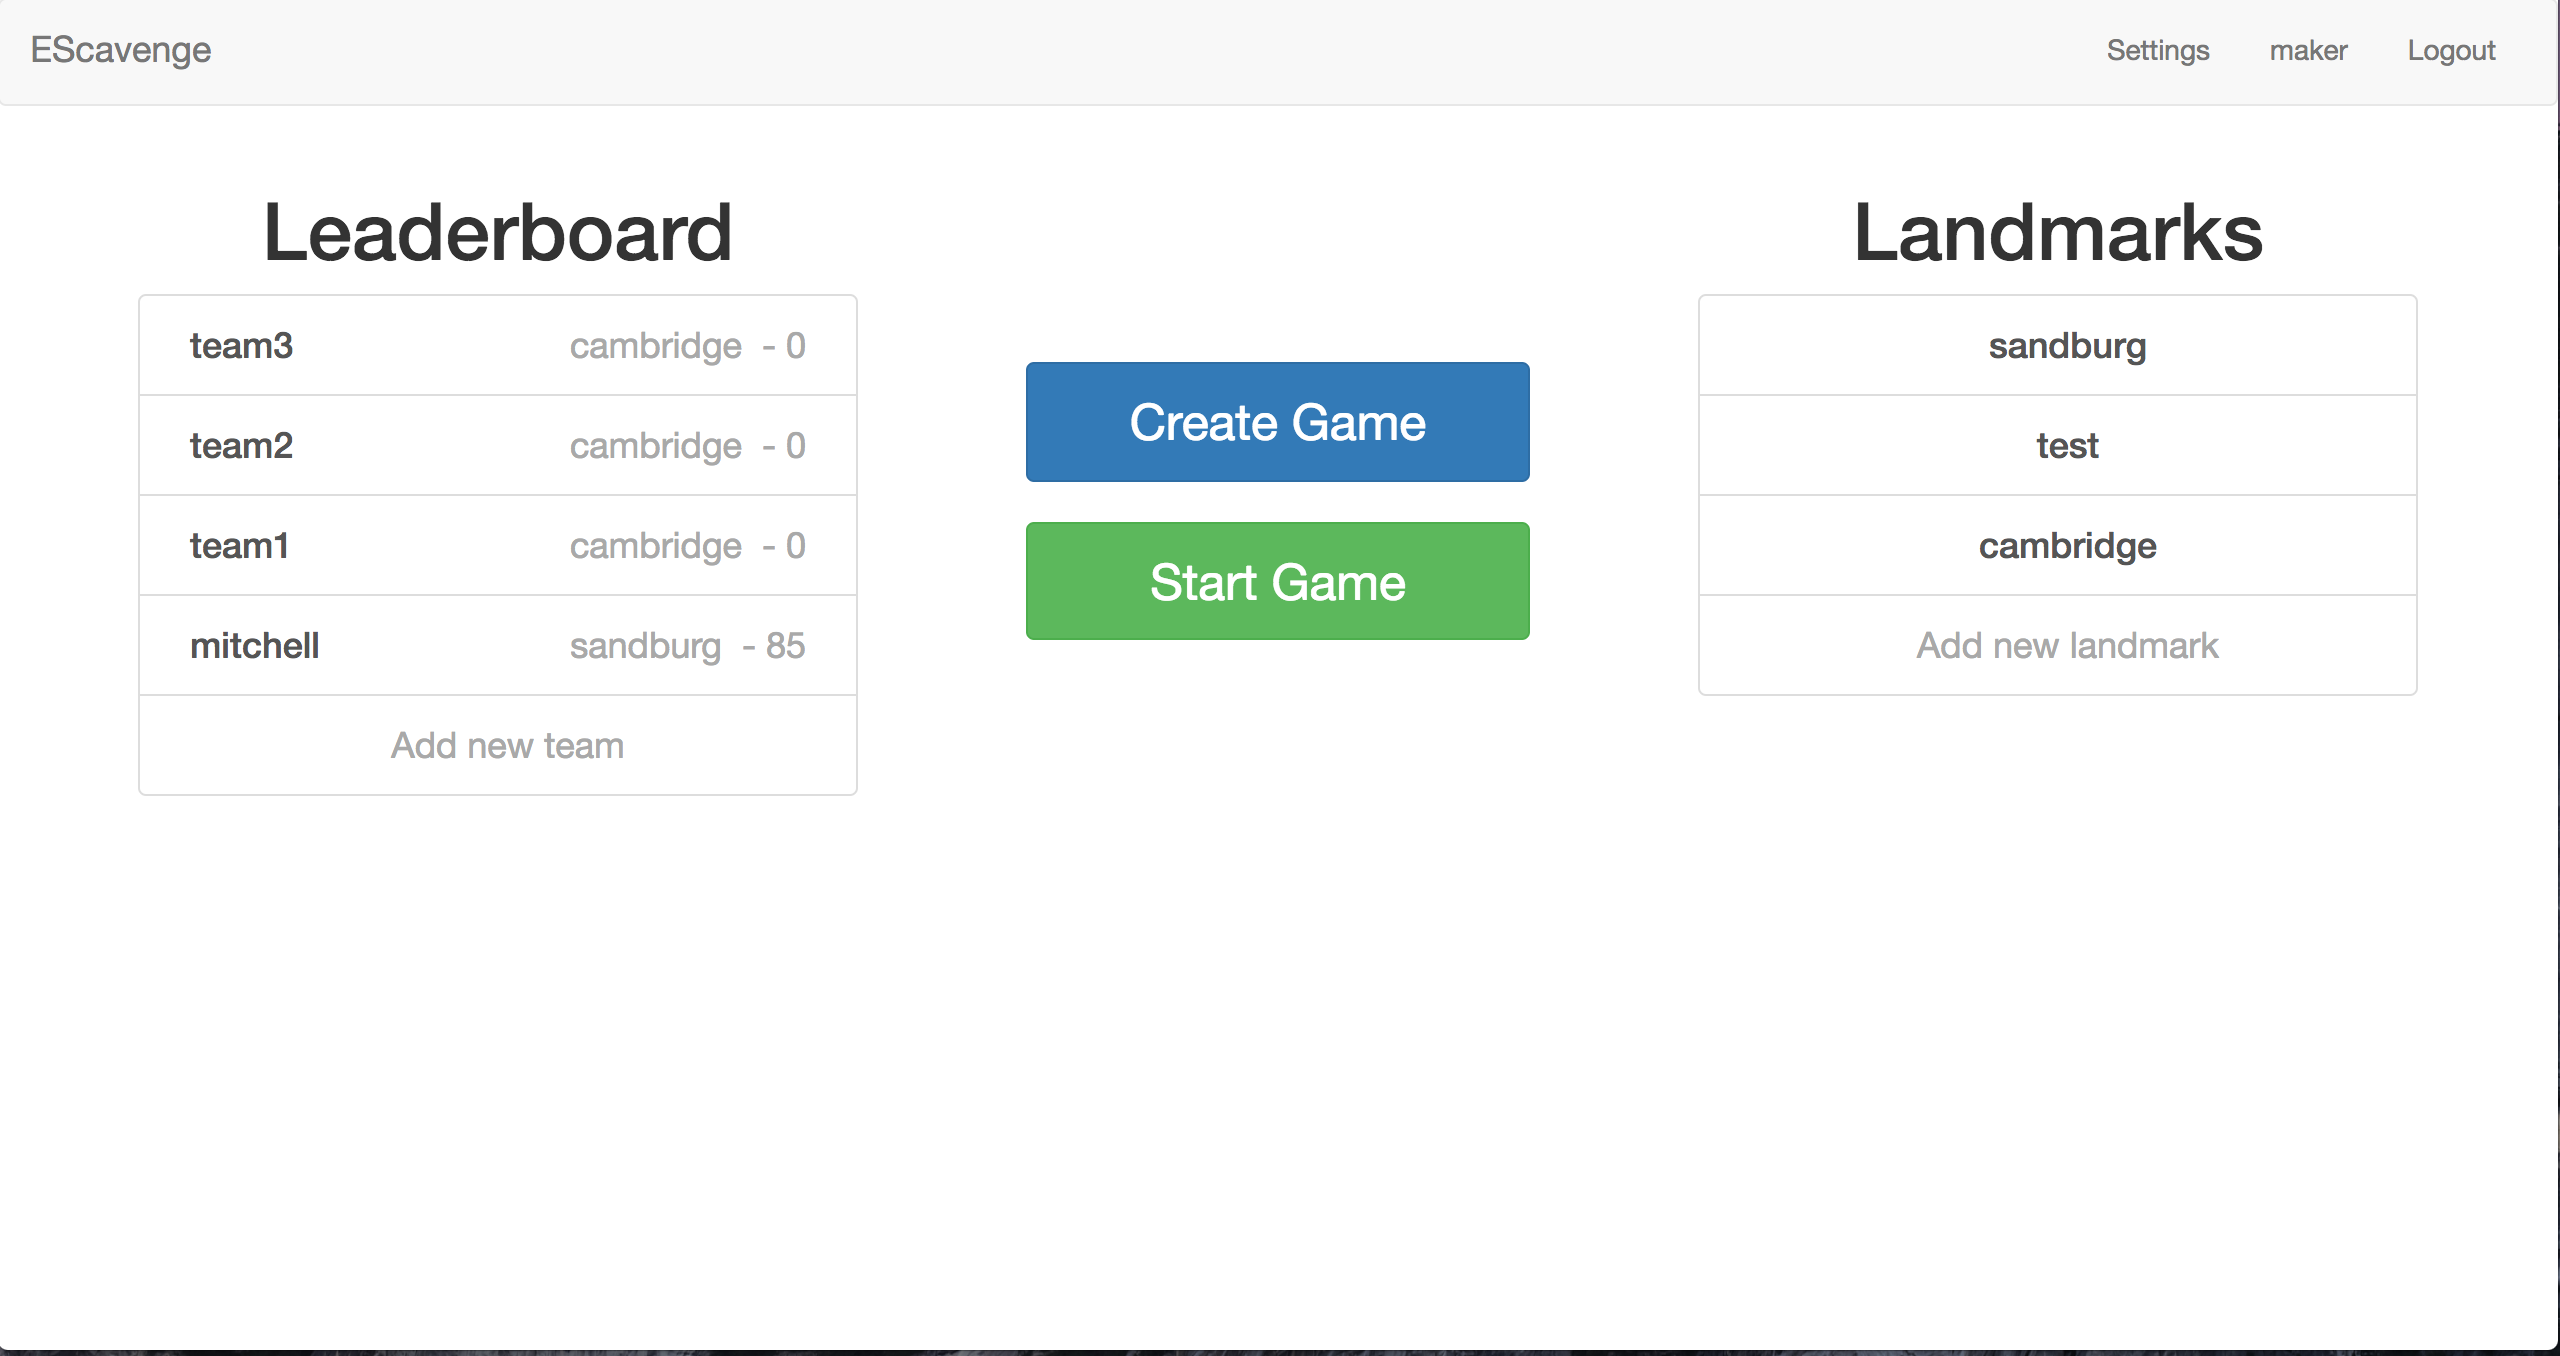 EScavenge
Settings maker Logout
Leaderboard
team3 cambridge - 0
team2 cambridge - 0
team1 cambridge - 0
mitchell sandburg - 85
Add new team
Create Game
Start Game
Landmarks
sandburg
test
cambridge
Add new landmark